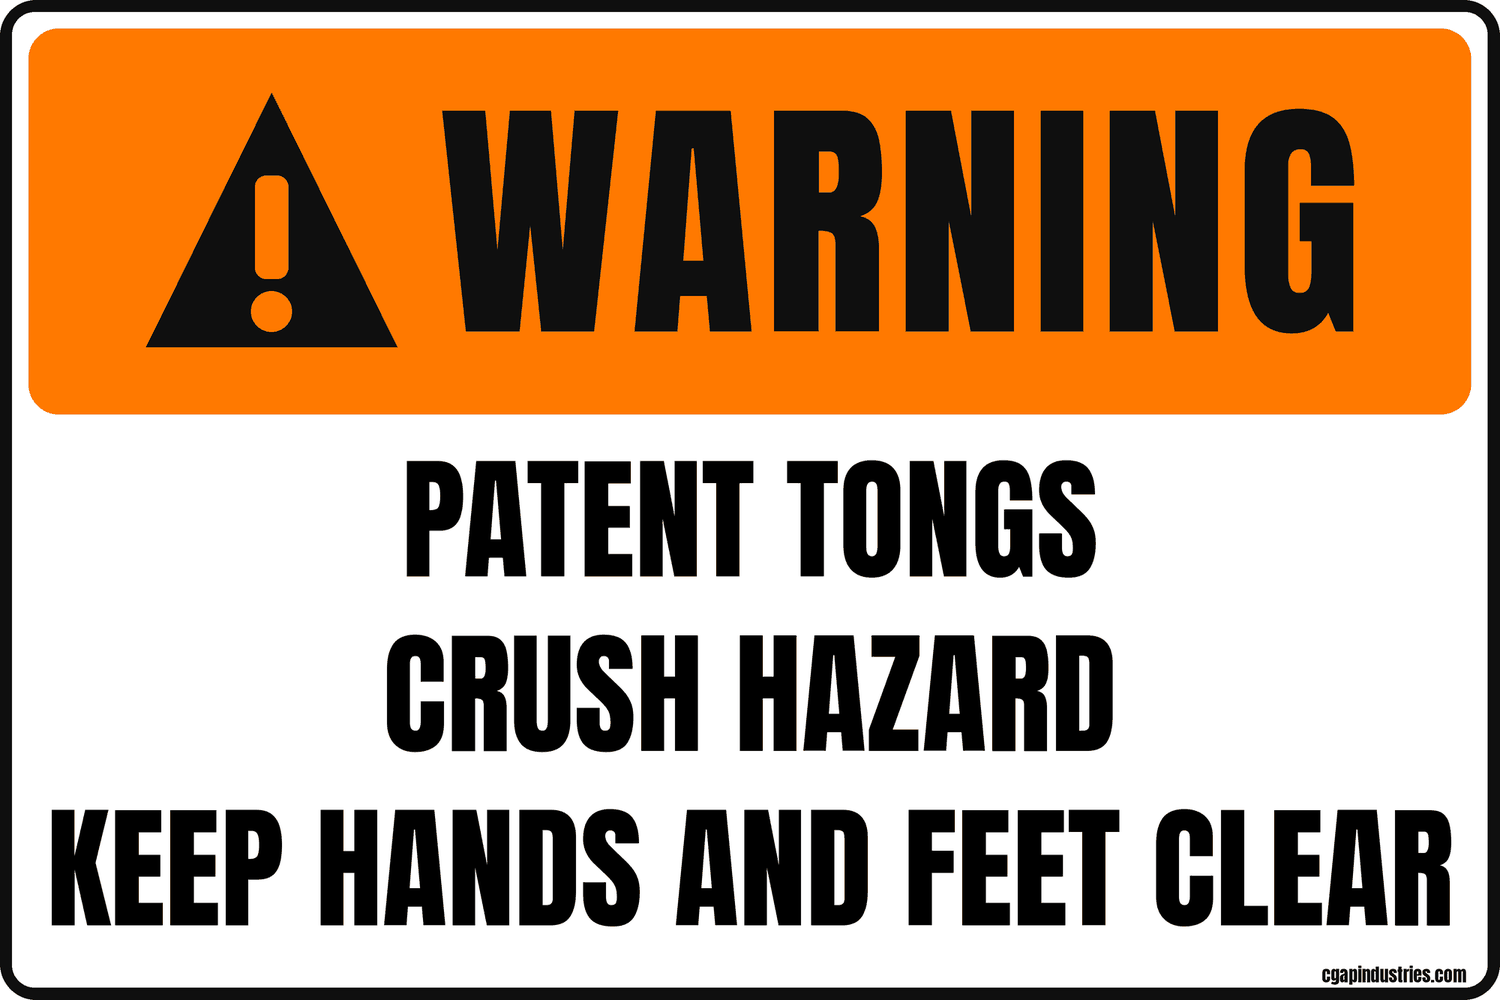 WARNING
PATENT TONGS
CRUSH HAZARD
KEEP HANDS AND FEET CLEAR
cgapindustries.com